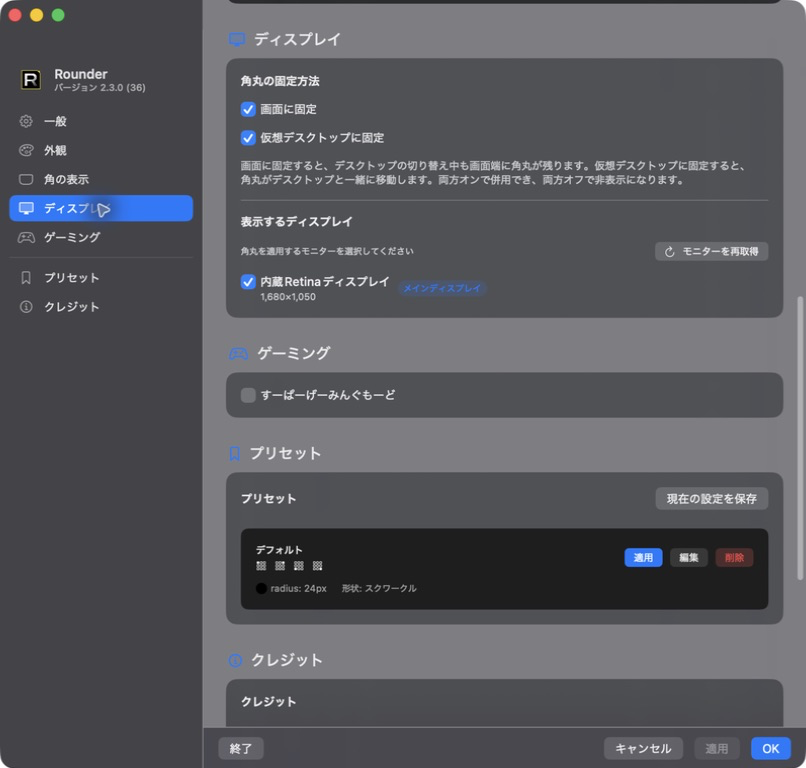 Rounder
バージョン 2.3.0 (36)
一般
外観
角の表示
ディスプレ
ゲーミング
プリセット
クレジット
ディスプレイ
角丸の固定方法
画面に固定
仮想デスクトップに固定
画面に固定すると、デスクトップの切り替え中も画面端に角丸が残ります。仮想デスクトップに固定すると、
角丸がデスクトップと一緒に移動します。両方オンで併用でき、両方オフで非表示になります。
表示するディスプレイ
角丸を適用するモニターを選択してください
モニターを再取得
内蔵Retinaディスプレイ メインディスプレイ
1,680×1,050
ゲーミング
すーぱーげーみんぐもーど
プリセット
プリセット
現在の設定を保存
デフォルト
適用 編集 削除
radius: 24px 形状: スクワークル
クレジット
クレジット
終了
キャンセル 適用 OK